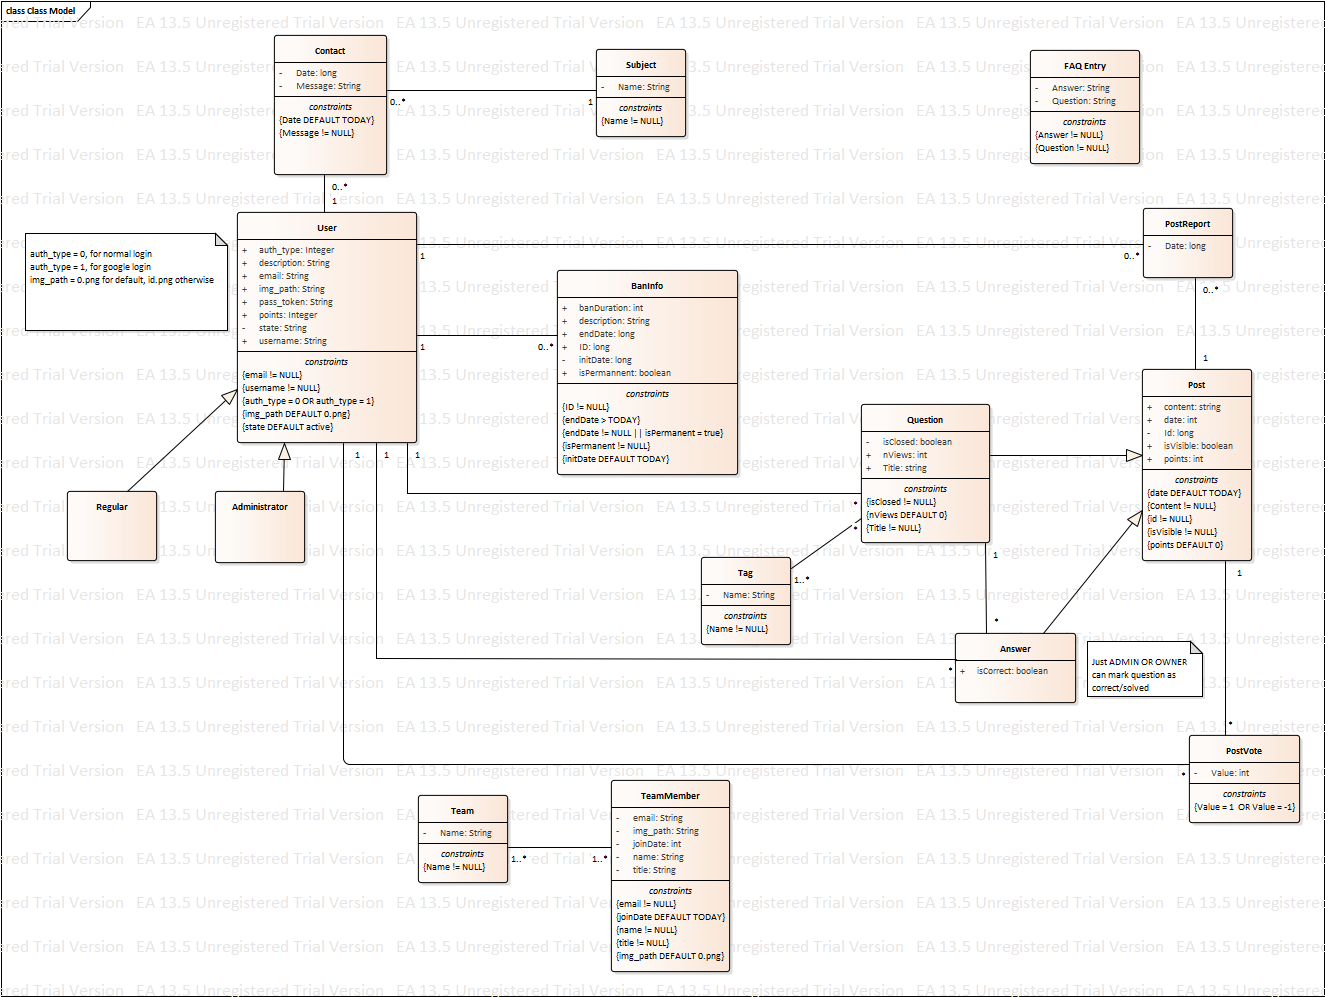 class Class Model
EA 13.5 Unregistered Trial Version
Contact
- Date: long
- Message: String
constraints
{Date DEFAULT TODAY}
{Message != NULL}
0..*
1
Subject
- Name: String
constraints
{Name != NULL}
FAQ Entry
- Answer: String
- Question: String
constraints
{Answer != NULL}
{Question != NULL}
0..*
1
auth_type = 0, for normal login
auth_type = 1, for google login
img_path = 0.png for default, id.png otherwise
User
+ auth_type: Integer
+ description: String
+ email: String
+ img_path: String
+ pass_token: String
+ points: Integer
- state: String
+ username: String
constraints
{email != NULL}
{username != NULL}
{auth_type = 0 OR auth_type = 1}
{img_path DEFAULT 0.png}
{state DEFAULT active}
1
0..*
PostReport
- Date: long
0..*
1
1
0..*
BanInfo
+ banDuration: int
+ description: String
+ endDate: long
+ ID: long
- initDate: long
+ isPermannent: boolean
constraints
{ID != NULL}
{endDate > TODAY}
{endDate != NULL || isPermanent = true}
{isPermanent != NULL}
{initDate DEFAULT TODAY}
Post
+ content: string
+ date: int
- Id: long
+ isVisible: boolean
+ points: int
constraints
{date DEFAULT TODAY}
{Content != NULL}
{id != NULL}
{isVisible != NULL}
{points DEFAULT 0}
Question
- isClosed: boolean
+ nViews: int
+ Title: string
constraints
{isClosed != NULL}
{nViews DEFAULT 0}
{Title != NULL}
1
1
1
*
*
Regular
Administrator
Tag
- Name: String
constraints
{Name != NULL}
1..*
1
*
Answer
+ isCorrect: boolean
*
Just ADMIN OR OWNER
can mark question as
correct/solved
1
*
PostVote
- Value: int
constraints
{Value = 1 OR Value = -1}
*
Team
- Name: String
constraints
{Name != NULL}
1..*
1..*
TeamMember
- email: String
- img_path: String
- joinDate: int
- name: String
- title: String
constraints
{email != NULL}
{joinDate DEFAULT TODAY}
{name != NULL}
{title != NULL}
{img_path DEFAULT 0.png}